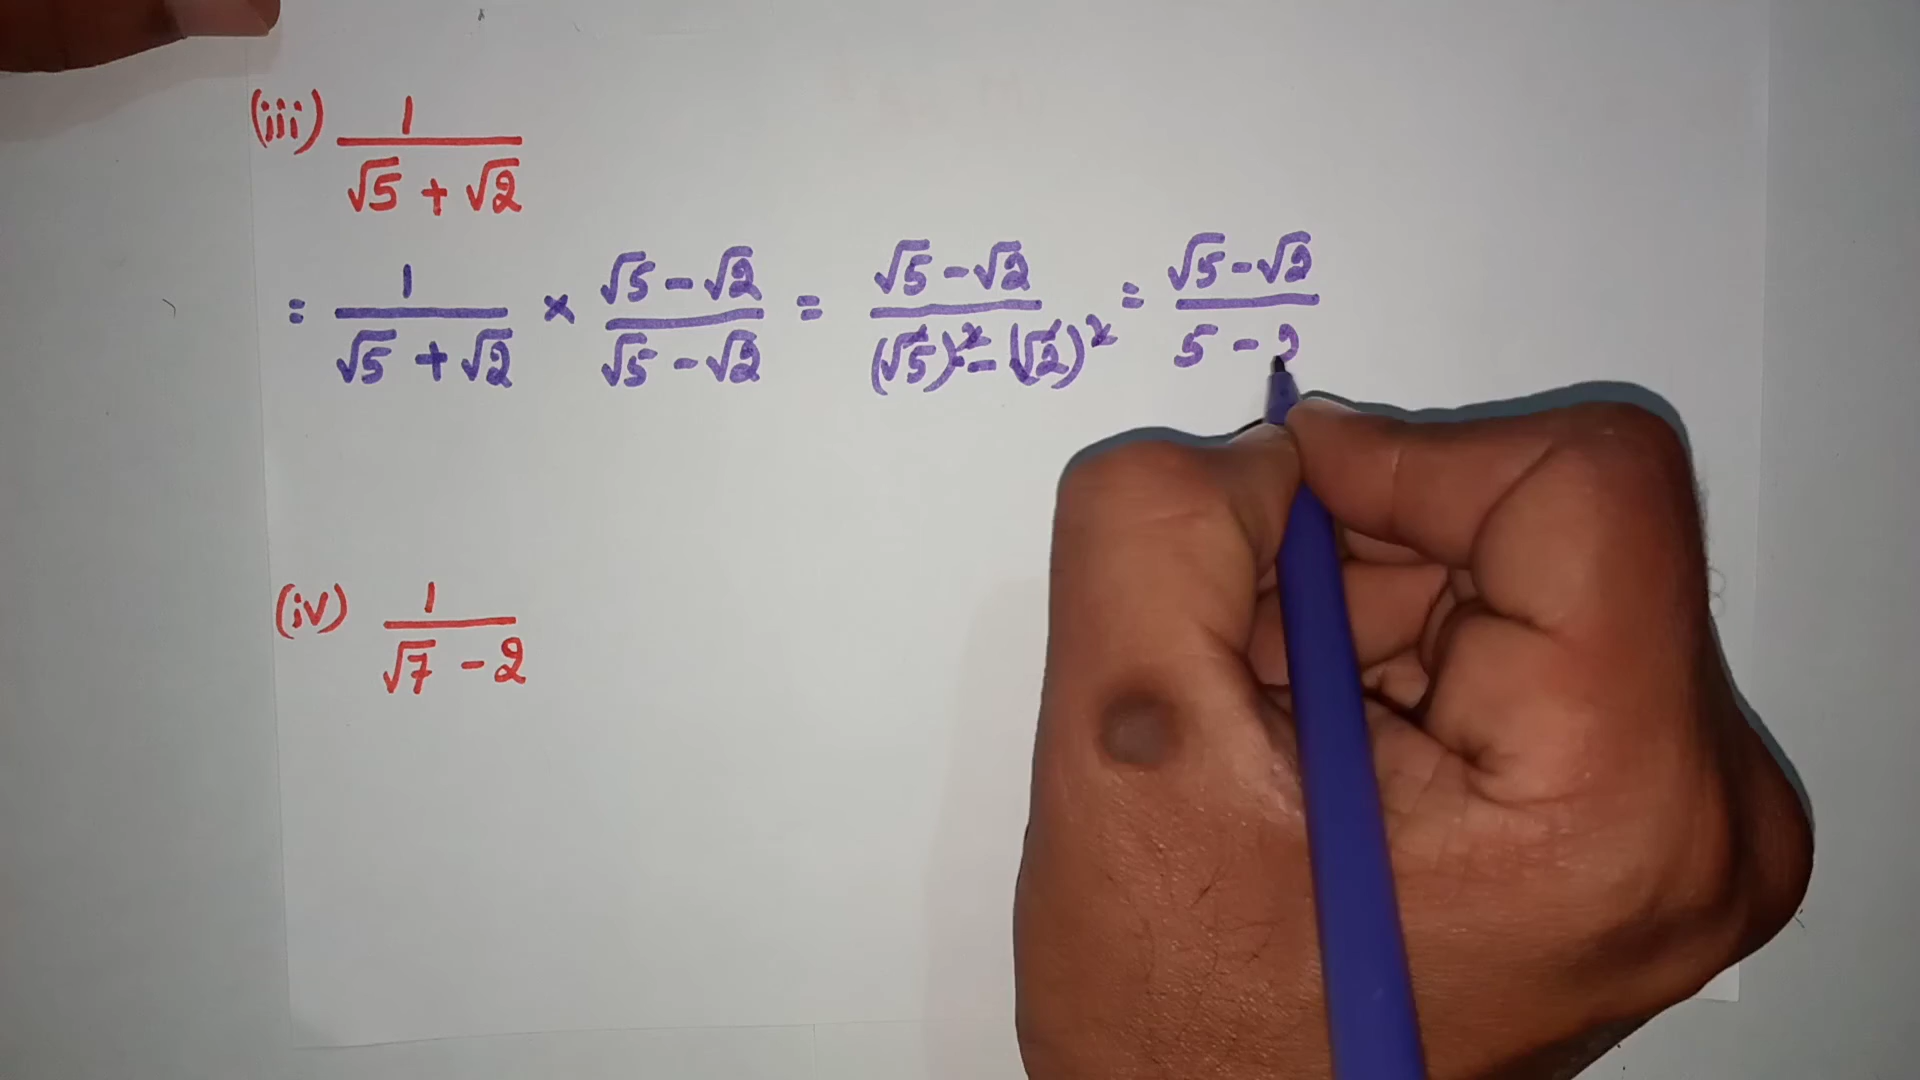 (iii) 1/(√5 + √2)
= 1/(√5 + √2) × (√5 - √2)/(√5 - √2) = (√5 - √2)/((√5)² - (√2)²) = (√5 - √2)/(5 - 2
(iv) 1/(√7 - 2)